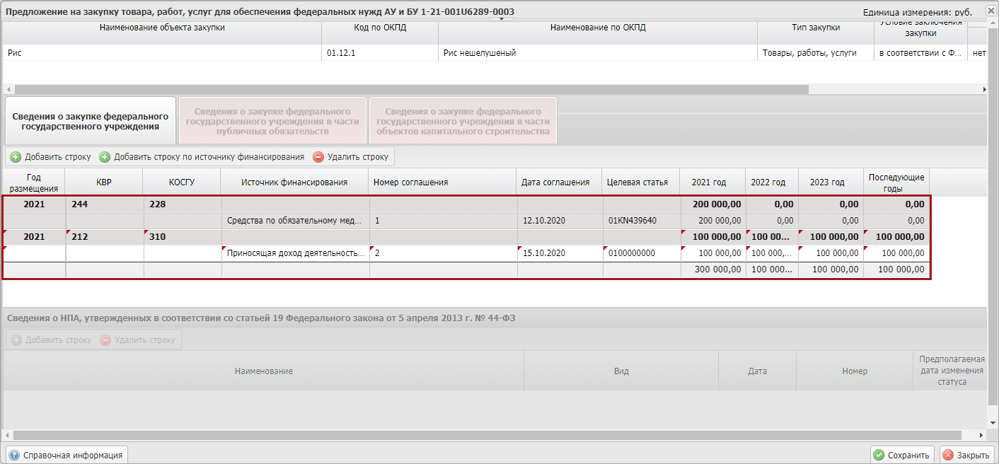 Предложение на закупку товара, работ, услуг для обеспечения федеральных нужд АУ и БУ 1-21-001U6289-0003
Единица измерения: руб.
Наименование объекта закупки
Код по ОКПД
Наименование по ОКПД
Тип закупки
Условие заключения
закупки
Рис
01.12.1
Рис нешелушеный
Товары, работы, услуги
в соответствии с Ф...
нет
Сведения о закупке федерального
государственного учреждения
Сведения о закупке федерального
государственного учреждения в части
публичных обязательств
Сведения о закупке федерального
государственного учреждения в части
объектов капитального строительства
Добавить строку
Добавить строку по источнику финансирования
Удалить строку
Год
размещения
КВР
КОСГУ
Источник финансирования
Номер соглашения
Дата соглашения
Целевая статья
2021 год
2022 год
2023 год
Последующие
годы
2021 244 228 200 000,00 0,00 0,00 0,00
Средства по обязательному мед... 1 12.10.2020 01KN439640 200 000,00 0,00 0,00 0,00
2021 212 310 100 000,00 100 00... 100 000,00 100 000,00
Приносящая доход деятельность... 2 15.10.2020 0100000000 100 000,00 100 000,... 100 000,00 100 000,00
300 000,00 100 000... 100 000,00 100 000,00
Сведения о НПА, утвержденных в соответствии со статьей 19 Федерального закона от 5 апреля 2013 г. № 44-ФЗ
Добавить строку
Удалить строку
Наименование
Вид
Дата
Номер
Предполагаемая
дата изменения
статуса
Справочная информация
Сохранить
Закрыть